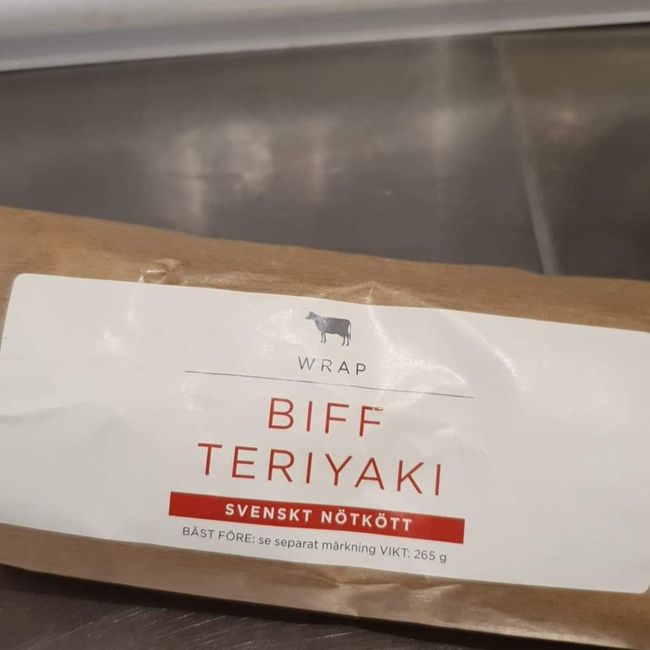 WRAP
BIFF
TERIYAKI
SVENSKT NÖTKÖTT
BÄST FÖRE: se separat märkning VIKT: 265 g